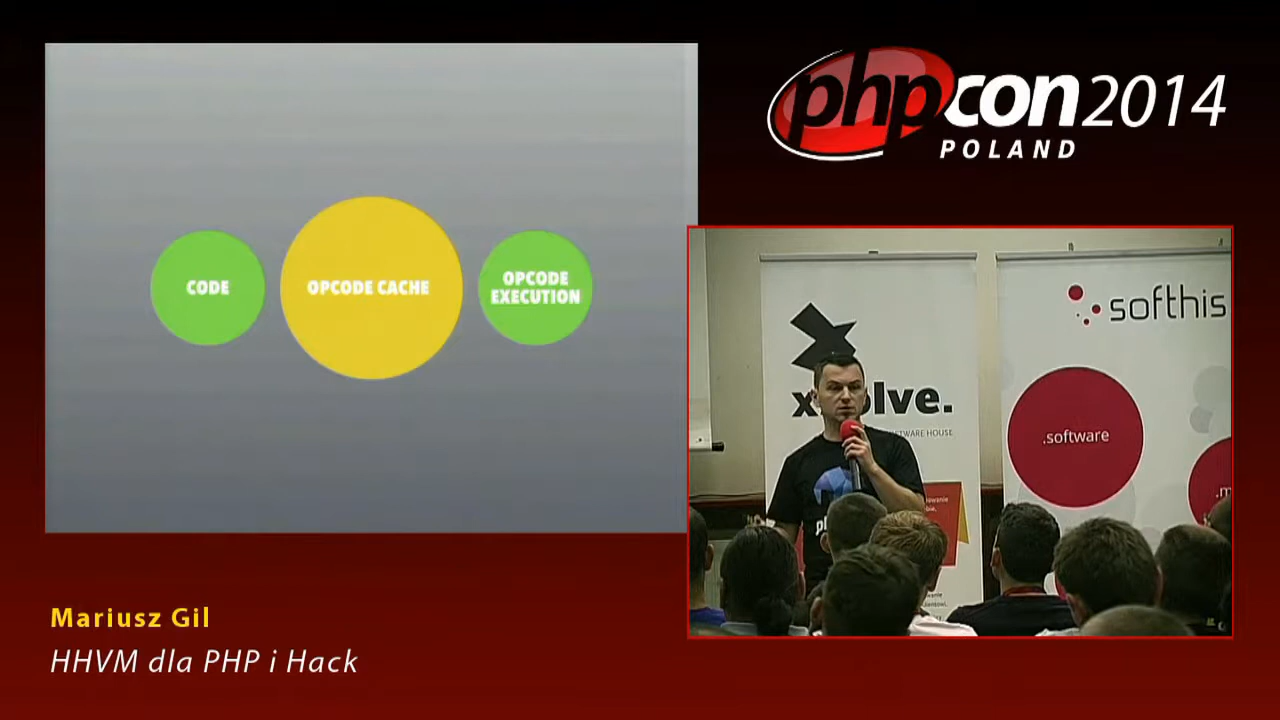 phpcon2014
POLAND
CODE
OPCODE CACHE
OPCODE
EXECUTION
softhis
.software
.m
Mariusz Gil
HHVM dla PHP i Hack